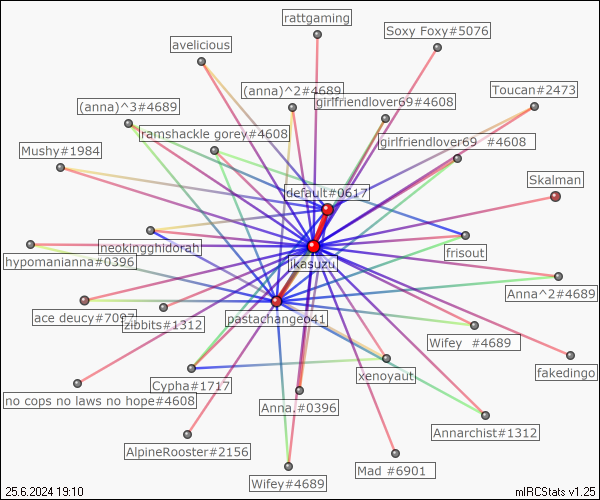 rattgaming
Soxy Foxy#5076
avelicious
Toucan#2473
(anna)^2#4689
girlfriendlover69#4608
(anna)^3#4689
ramshackle gorey#4608
girlfriendlover69 #4608
Mushy#1984
Skalman
!default#0617
neokingghidorah
frisout
hypomanianna#0396
ikasuzu
Anna^2#4689
ace deucy#7097
zibbits#1312
pastachangeo41
Wifey #4689
xenoyaut
fakedingo
Cypha#1717
no cops no laws no hope#4608
Anna.#0396
Annarchist#1312
AlpineRooster#2156
Mad #6901
Wifey#4689
25.6.2024 19:10
mIRCStats v1.25